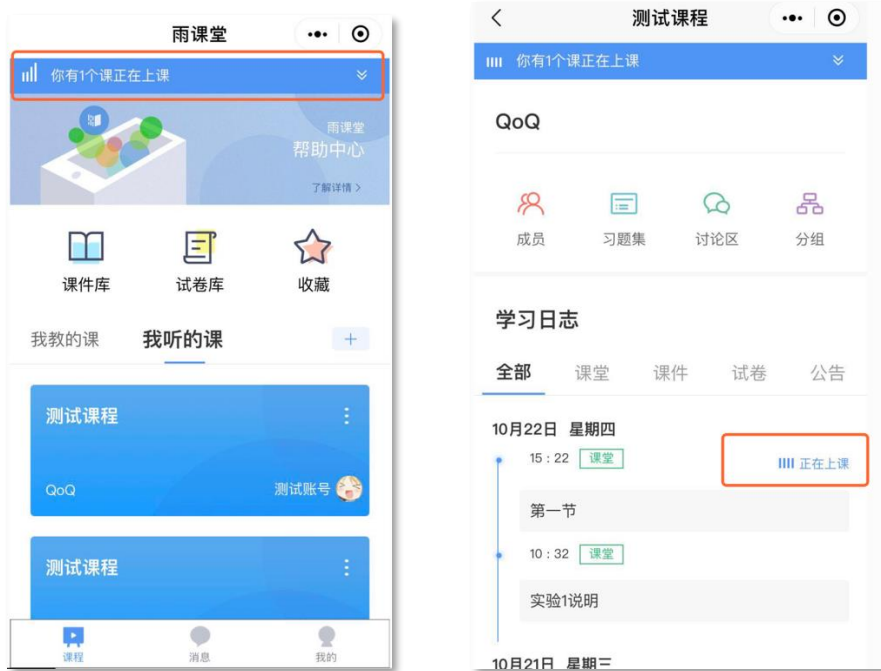 雨课堂
你有1个课正在上课
雨课堂
帮助中心
了解详情 >
课件库 试卷库 收藏
我教的课 我听的课 +
测试课程
QoQ 测试账号
测试课程
课程 消息 我的
测试课程
你有1个课正在上课
QoQ
成员 习题集 讨论区 分组
学习日志
全部 课堂 课件 试卷 公告
10月22日 星期四
15：22 课堂 正在上课
第一节
10：32 课堂
实验1说明
10月21日 星期三